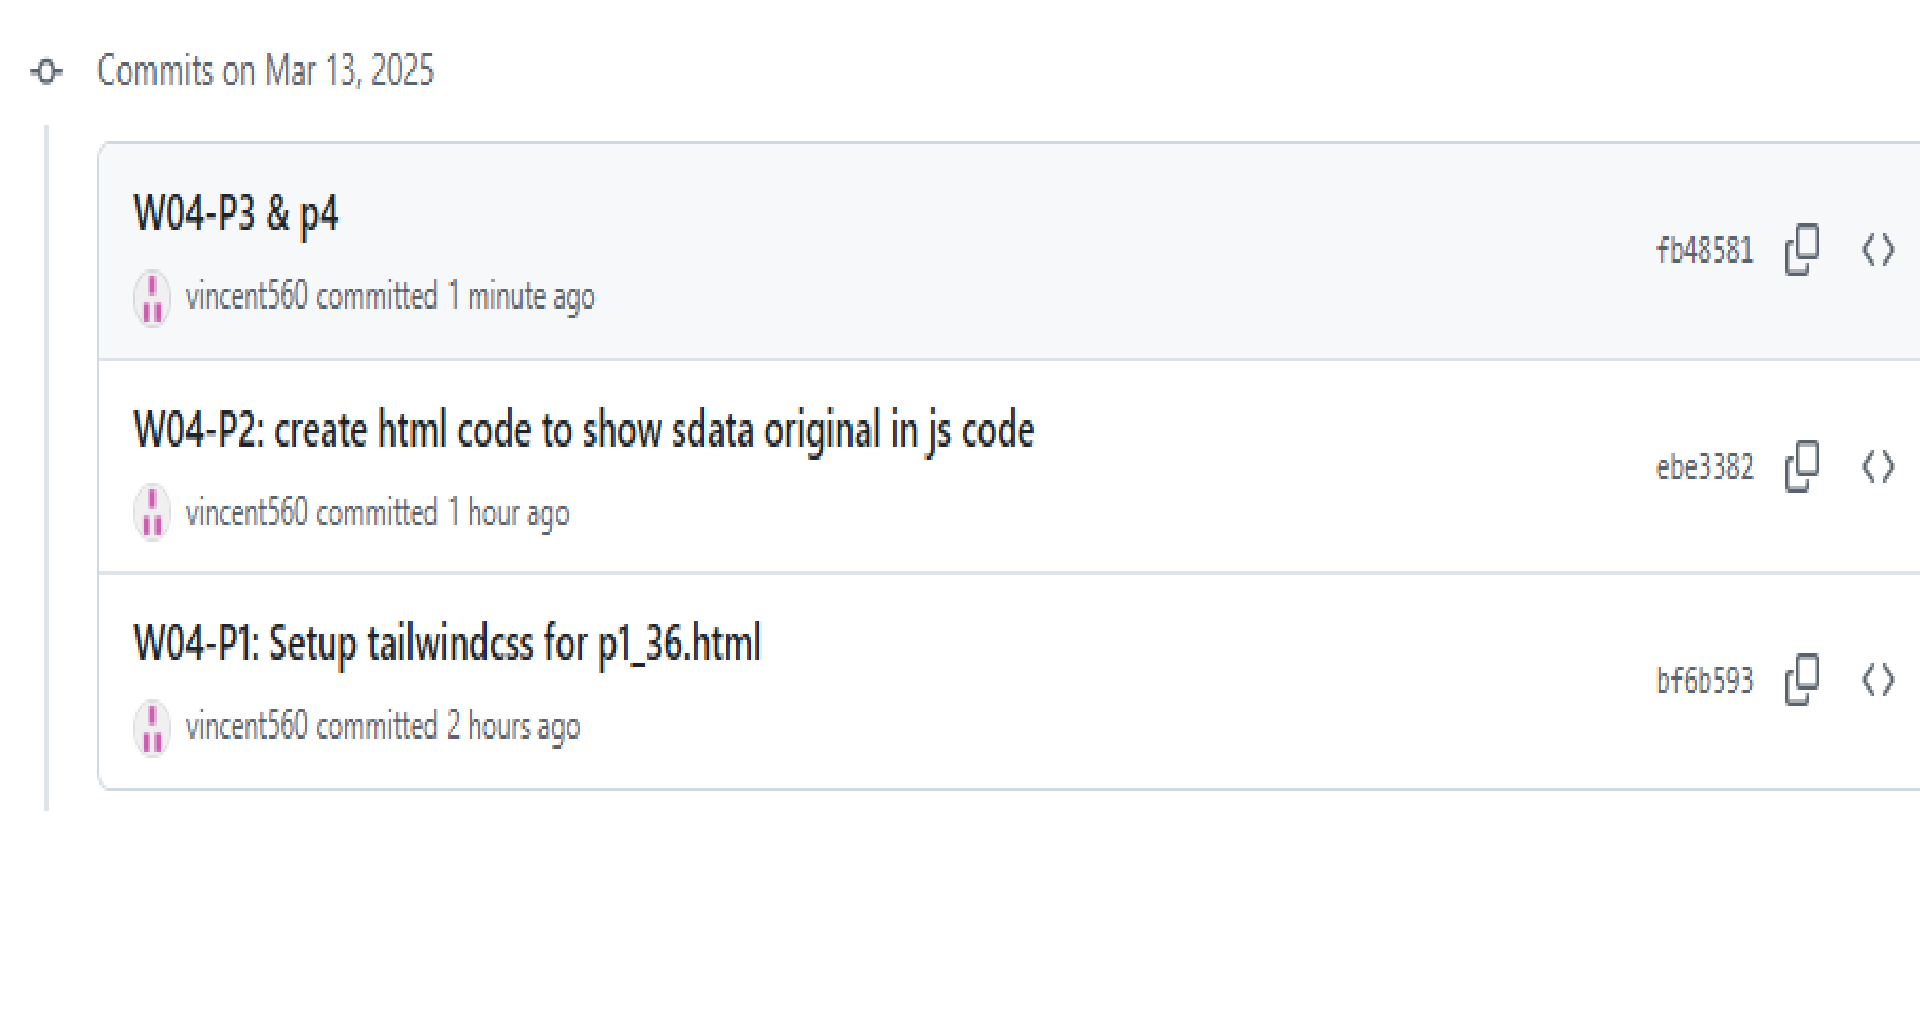 Commits on Mar 13, 2025
W04-P3 & p4
fb48581
vincent560 committed 1 minute ago
W04-P2: create html code to show sdata original in js code
ebe3382
vincent560 committed 1 hour ago
W04-P1: Setup tailwindcss for p1_36.html
bf6b593
vincent560 committed 2 hours ago